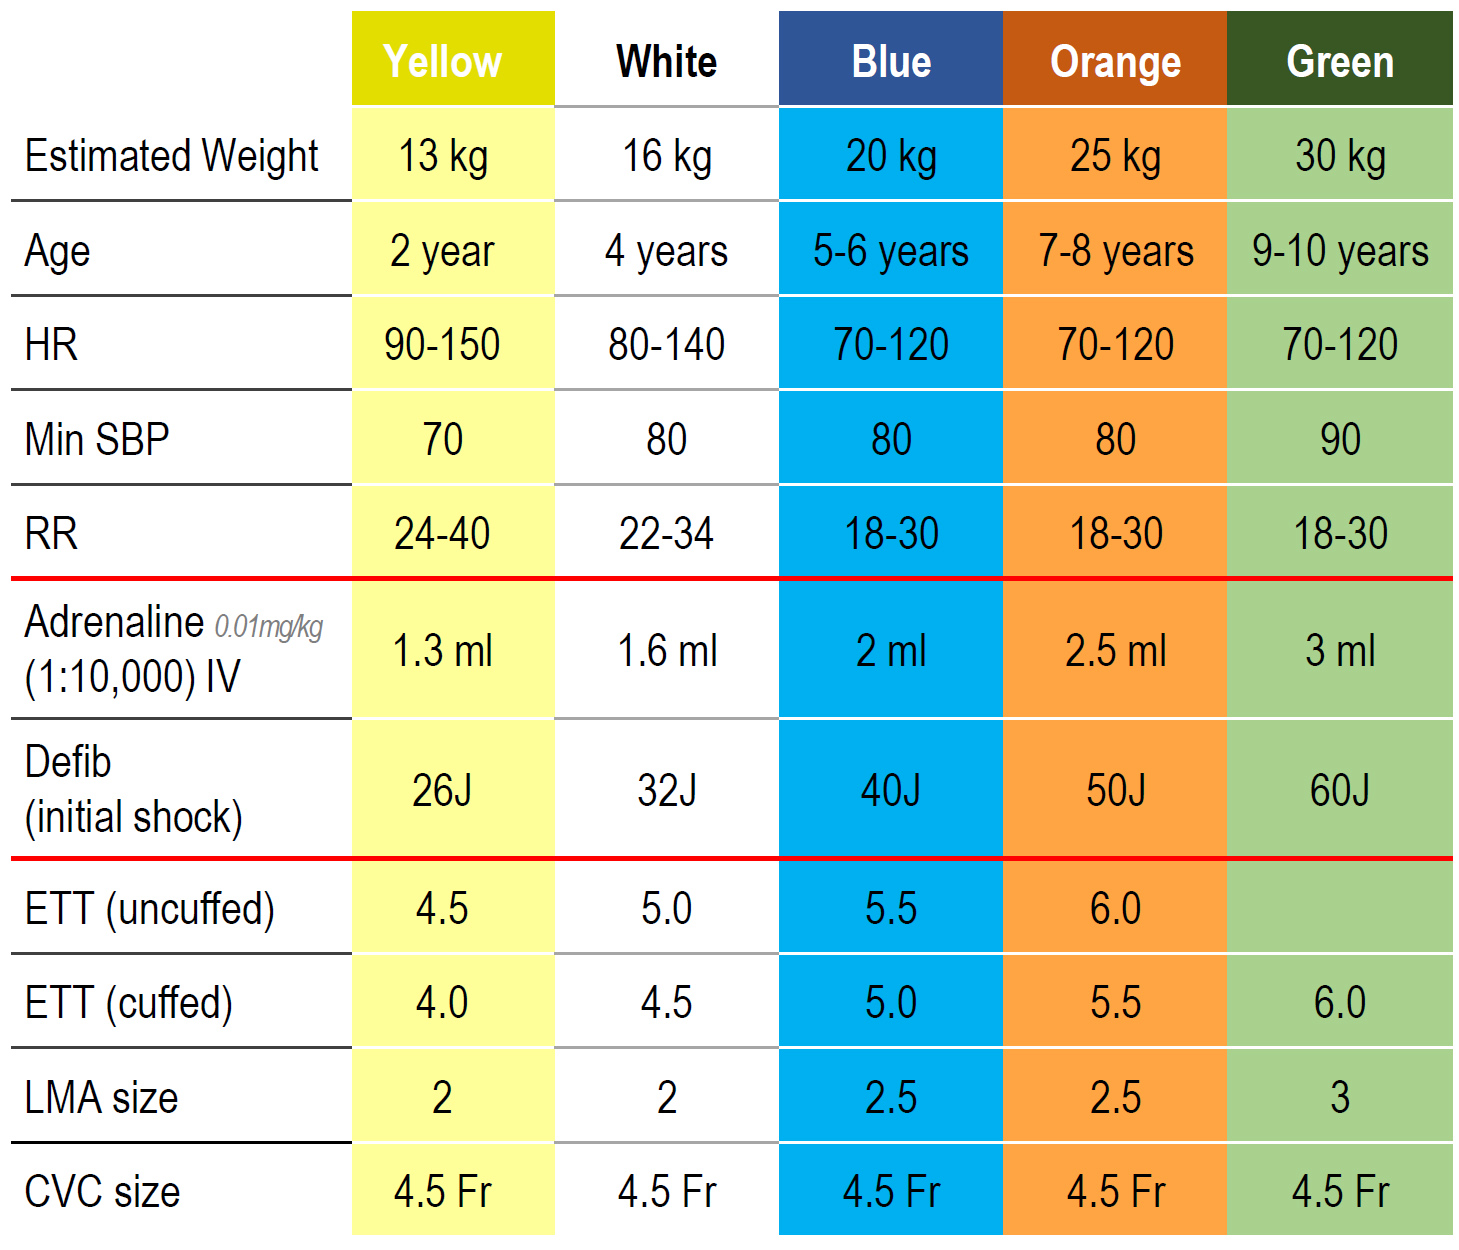 Yellow White Blue Orange Green
Estimated Weight 13 kg 16 kg 20 kg 25 kg 30 kg
Age 2 year 4 years 5-6 years 7-8 years 9-10 years
HR 90-150 80-140 70-120 70-120 70-120
Min SBP 70 80 80 80 90
RR 24-40 22-34 18-30 18-30 18-30
Adrenaline 0.01mg/kg
(1:10,000) IV 1.3 ml 1.6 ml 2 ml 2.5 ml 3 ml
Defib
(initial shock) 26J 32J 40J 50J 60J
ETT (uncuffed) 4.5 5.0 5.5 6.0
ETT (cuffed) 4.0 4.5 5.0 5.5 6.0
LMA size 2 2 2.5 2.5 3
CVC size 4.5 Fr 4.5 Fr 4.5 Fr 4.5 Fr 4.5 Fr